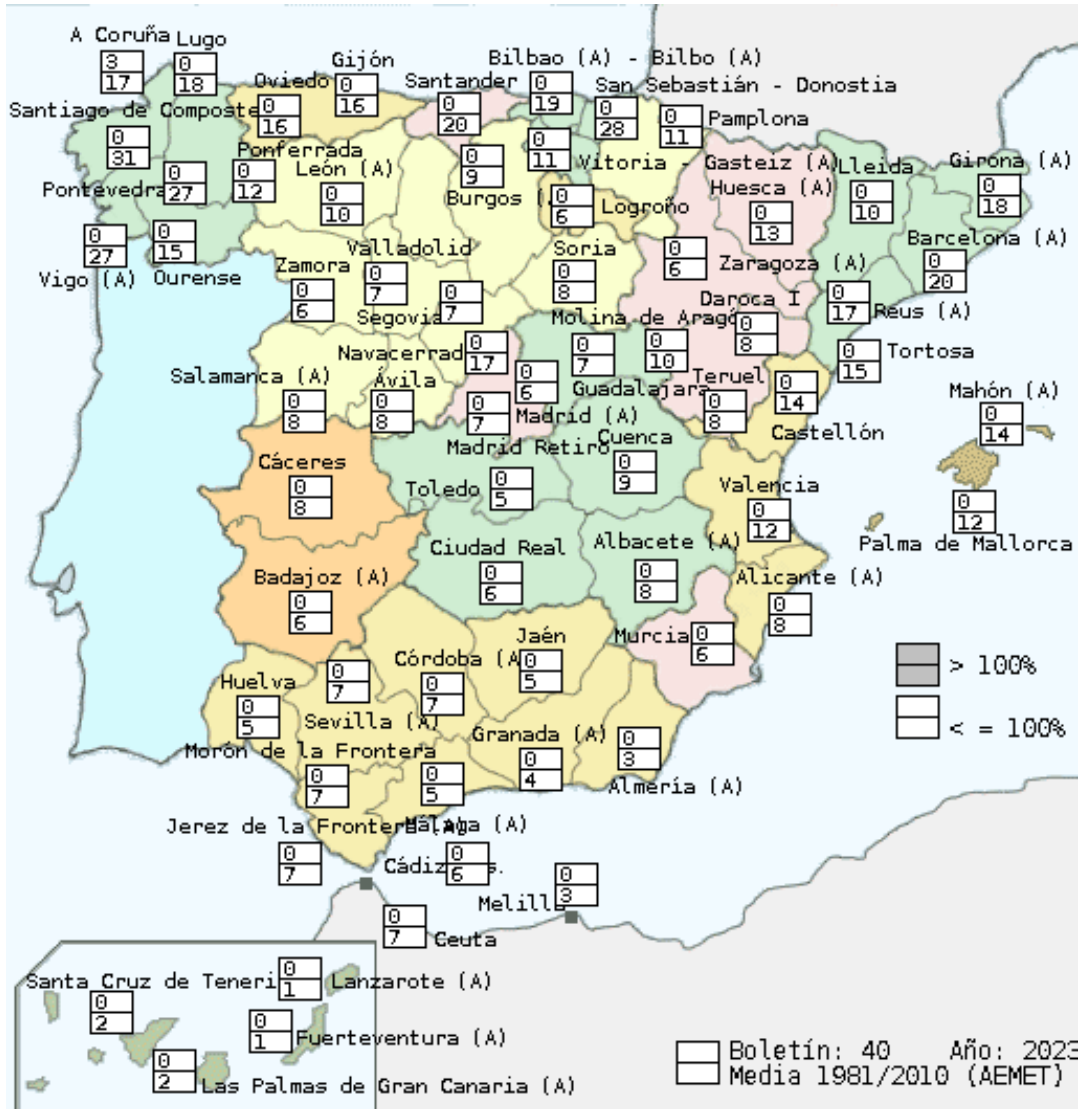 A Coruña
Lugo
3
17
0
18
Gijón
0
16
Oviedo
0
16
Santander
0
20
Bilbao (A) - Bilbo (A)
0
19
San Sebastián - Donostia
0
28
Pamplona
0
11
Santiago de Composte
0
31
Pontevedra
0
27
Ponferrada
0
12
León (A)
0
10
Burgos (
0
9
0
11
Vitoria - Gasteiz (A)
Logroño
0
6
Huesca (A)
0
13
Lleida
0
10
Girona (A)
0
18
0
27
Vigo (A)
0
15
Ourense
Zamora
0
6
Valladolid
0
7
Segovia
0
7
Soria
0
8
0
6
Zaragoza (A)
Barcelona (A)
0
20
Daroca I
0
8
0
17
Reus (A)
Molina de Aragó
0
10
0
15
Tortosa
Navacerrad
0
17
0
7
Guadalajara
0
6
Salamanca (A)
0
8
Ávila
0
8
0
7
Madrid (A)
Madrid Retiro
Teruel
0
8
0
14
Castellón
Mahón (A)
0
14
0
12
Palma de Mallorca
Cáceres
0
8
Toledo
0
5
Cuenca
0
9
Valencia
0
12
Ciudad Real
0
6
Albacete (A)
0
8
Badajoz (A)
0
6
Alicante (A)
0
8
Murcia
0
6
Jaén
0
5
Córdoba (A
0
7
Huelva
0
5
0
7
Sevilla (A)
Granada (A)
0
4
0
3
Almería (A)
Morón de la Frontera
0
7
0
5
Málaga (A)
Jerez de la Frontera (A)
0
7
Cádiz
s.
0
6
Melilla
0
3
0
7
Ceuta
> 100%
< = 100%
Santa Cruz de Teneri
0
2
0
1
Lanzarote (A)
0
1
Fuerteventura (A)
0
2
Las Palmas de Gran Canaria (A)
Boletín: 40 Año: 2023
Media 1981/2010 (AEMET)